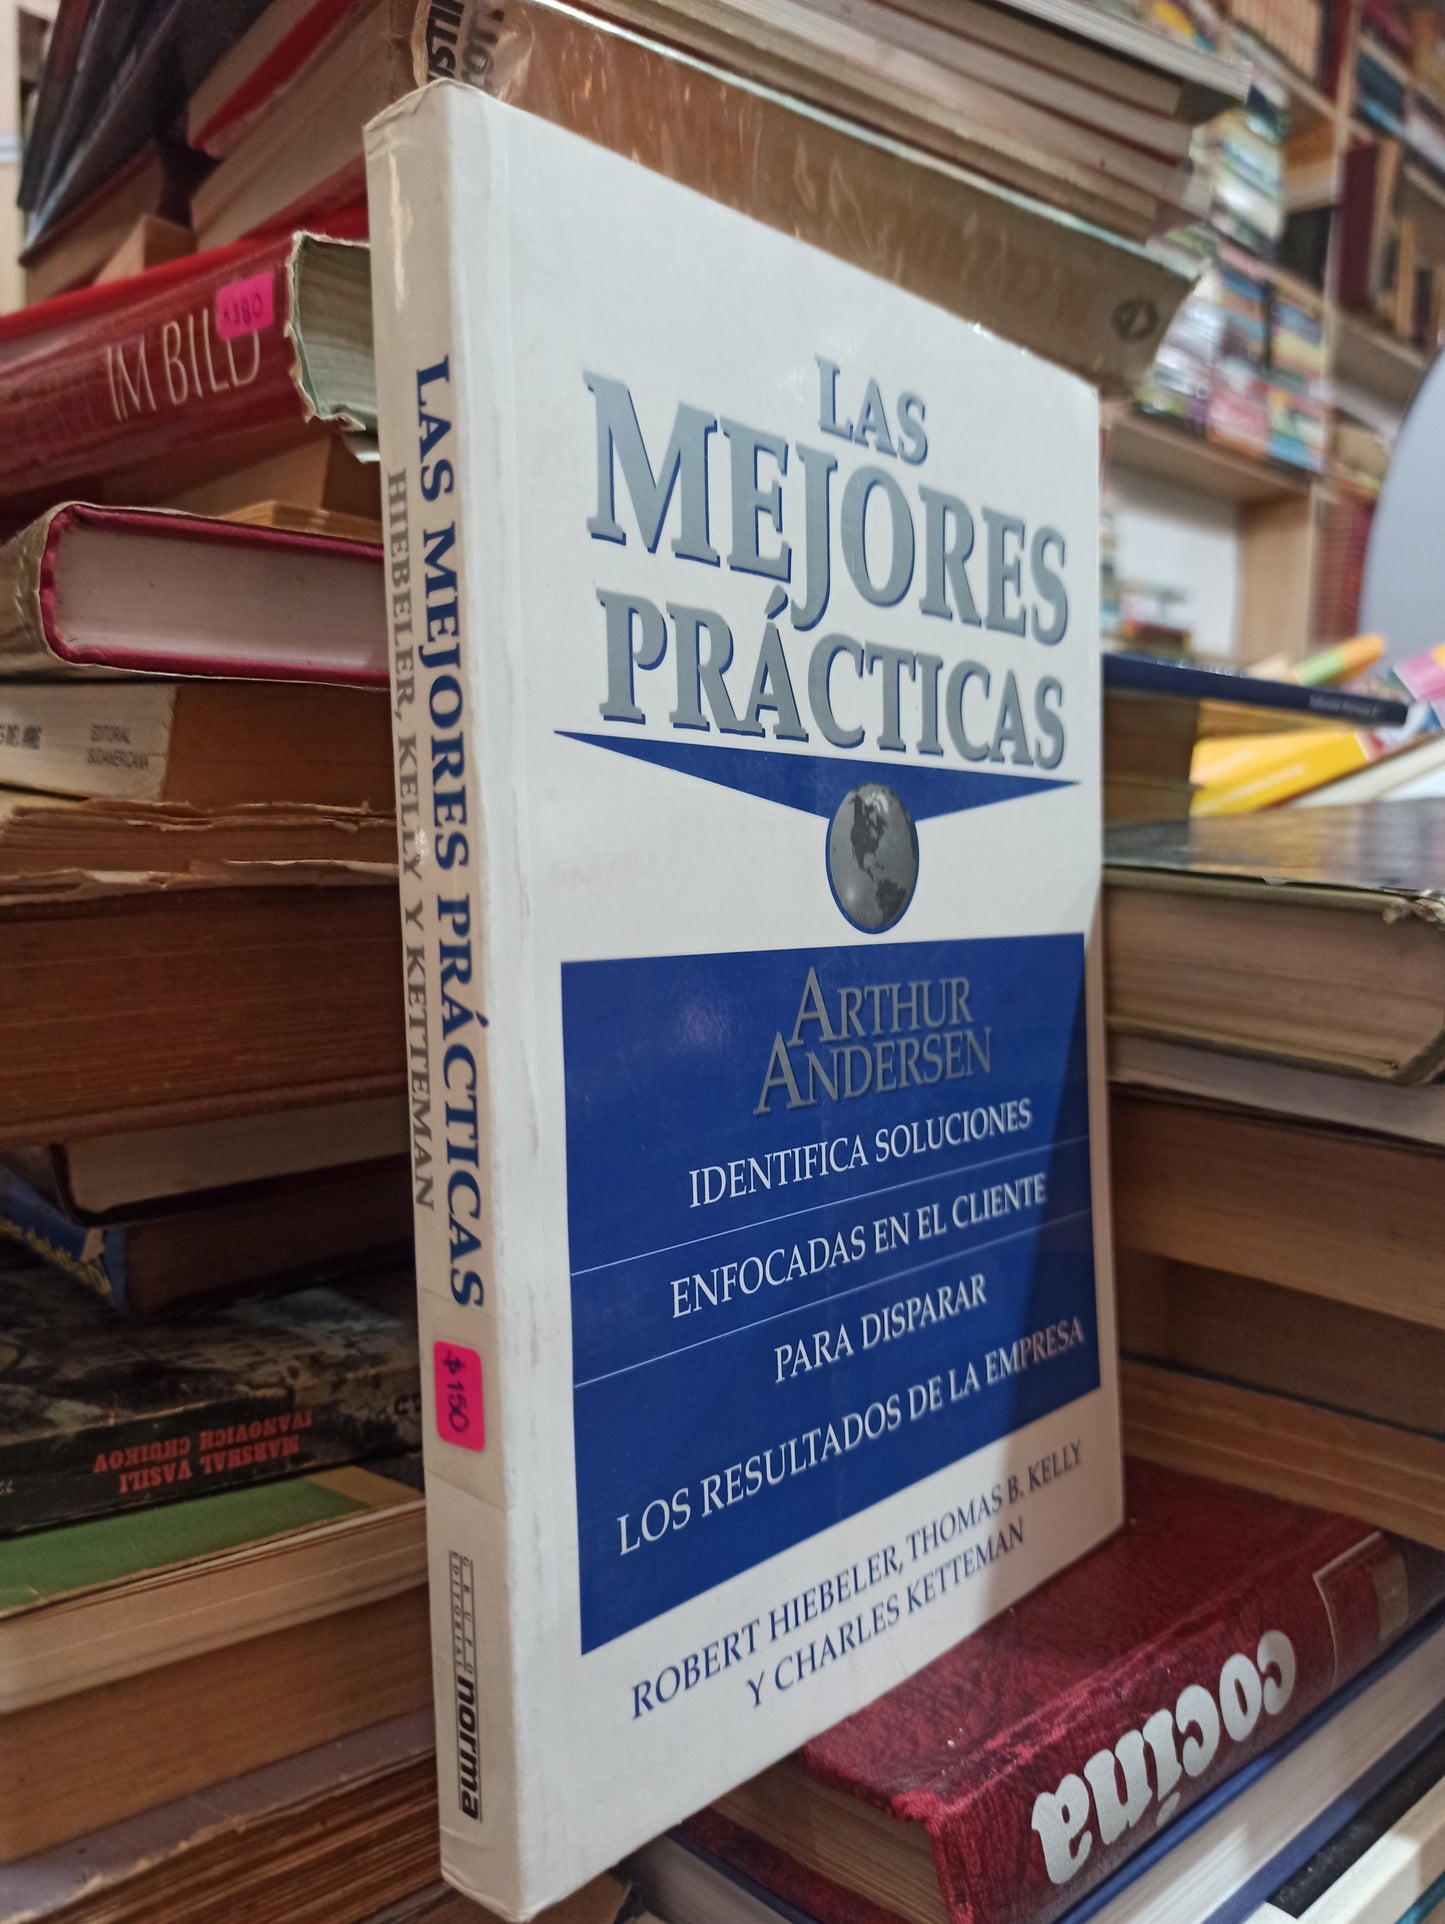 LAS
MEJORES
PRÁCTICAS
ARTHUR
ANDERSEN
IDENTIFICA SOLUCIONES
ENFOCADAS EN EL CLIENTE
PARA DISPARAR
LOS RESULTADOS DE LA EMPRESA
ROBERT HIEBELER, THOMAS B. KELLY
Y CHARLES KETTEMAN
LAS MEJORES PRÁCTICAS
HIEBELER, KELLY Y KETTEMAN
$150
GRUPO
EDITORIAL
norma
$380
IM BILD
EDITORIAL
SUDAMERICANA
MARSHAL VASILI
IVANOVICH CHUIKOV
cocina